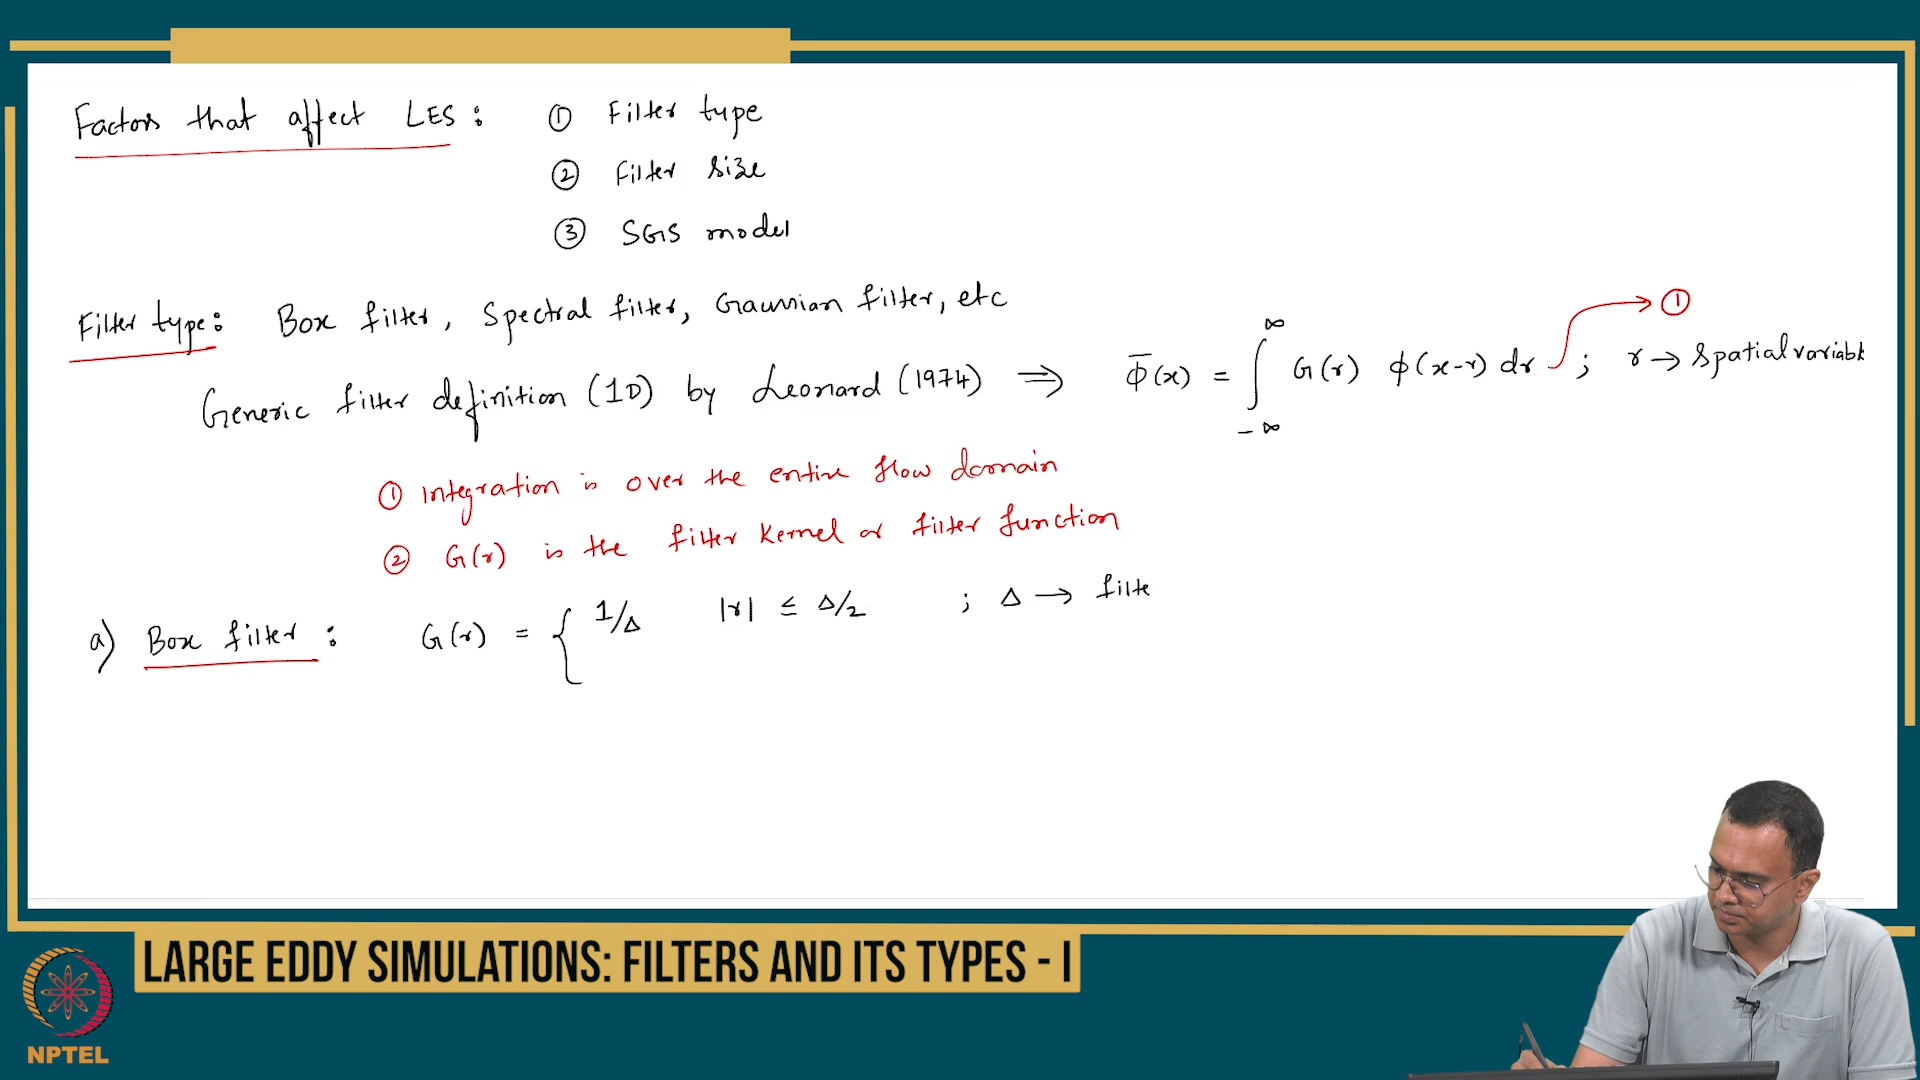 Factors that affect LES : ① Filter type
② Filter size
③ SGS model
Filter type : Box filter, Spectral filter, Gaussian filter, etc
Generic filter definition (1D) by Leonard (1974) ⇒ ϕ̅(x) = ∫_{-∞}^{∞} G(r) ϕ(x-r) dr ; r → Spatial variable
①
① Integration is over the entire flow domain
② G(r) is the filter kernel or filter function
a) Box filter : G(r) = { 1/Δ |r| ≤ Δ/2 ; Δ → filte
LARGE EDDY SIMULATIONS: FILTERS AND ITS TYPES - I
NPTEL